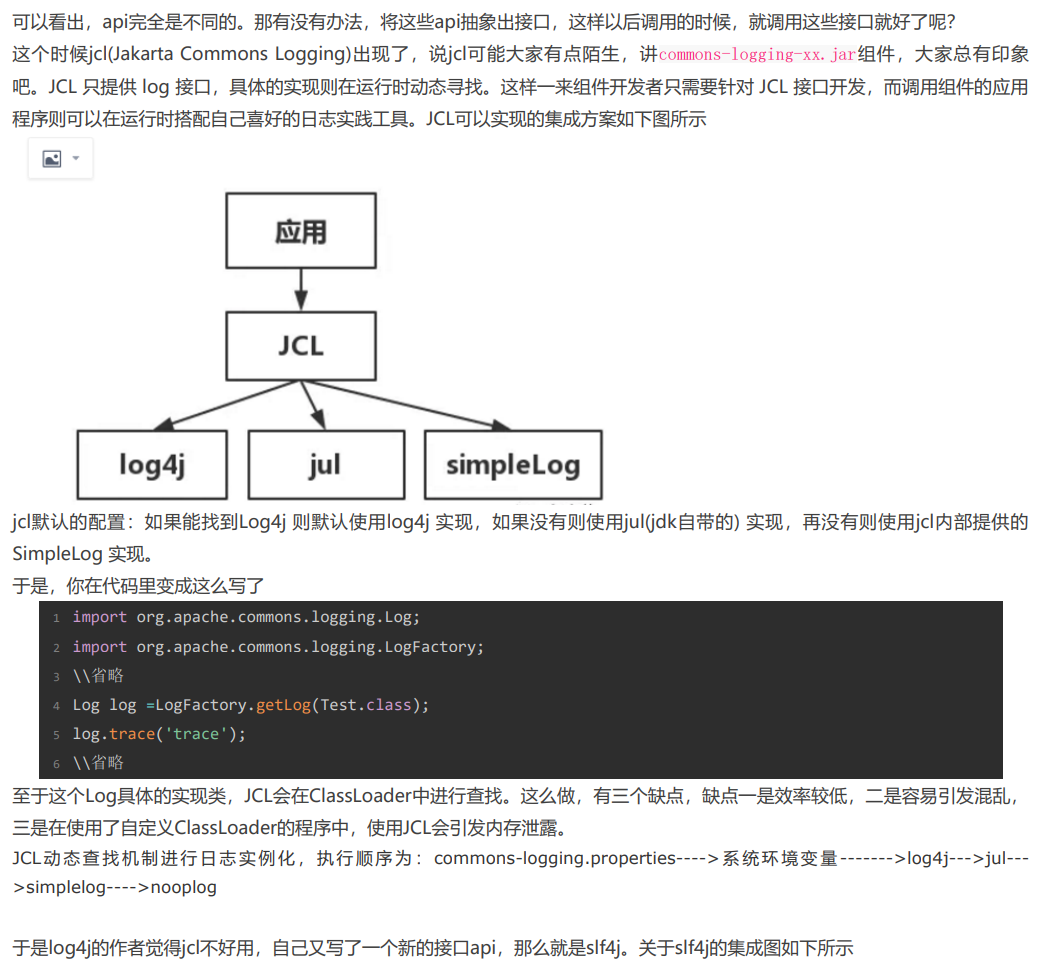 可以看出，api完全是不同的。那有没有办法，将这些api抽象出接口，这样以后调用的时候，就调用这些接口就好了呢？
这个时候jcl(Jakarta Commons Logging)出现了，说jcl可能大家有点陌生，讲commons-logging-xx.jar组件，大家总有印象
吧。JCL 只提供 log 接口，具体的实现则在运行时动态寻找。这样一来组件开发者只需要针对 JCL 接口开发，而调用组件的应用
程序则可以在运行时搭配自己喜好的日志实践工具。JCL可以实现的集成方案如下图所示
应用
JCL
log4j
jul
simpleLog
jcl默认的配置：如果能找到Log4j 则默认使用log4j 实现，如果没有则使用jul(jdk自带的) 实现，再没有则使用jcl内部提供的
SimpleLog 实现。
于是，你在代码里变成这么写了
1 import org.apache.commons.logging.Log;
2 import org.apache.commons.logging.LogFactory;
3 \\省略
4 Log log =LogFactory.getLog(Test.class);
5 log.trace('trace');
6 \\省略
至于这个Log具体的实现类，JCL会在ClassLoader中进行查找。这么做，有三个缺点，缺点一是效率较低，二是容易引发混乱，
三是在使用了自定义ClassLoader的程序中，使用JCL会引发内存泄露。
JCL动态查找机制进行日志实例化，执行顺序为：commons-logging.properties---->系统环境变量------->log4j--->jul---
>simplelog---->nooplog
于是log4j的作者觉得jcl不好用，自己又写了一个新的接口api，那么就是slf4j。关于slf4j的集成图如下所示